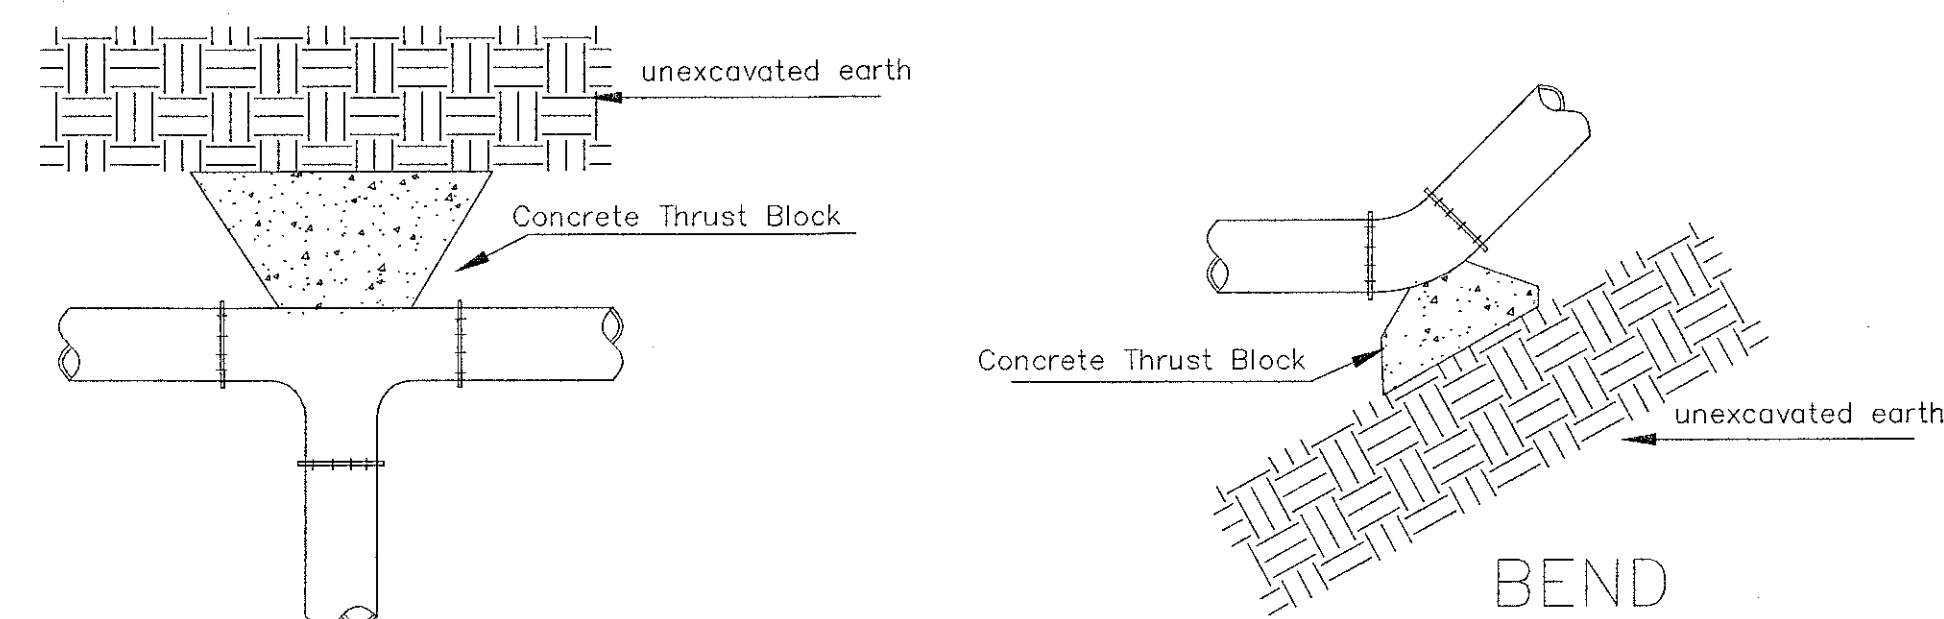 unexcavated earth
Concrete Thrust Block
Concrete Thrust Block
unexcavated earth
BEND